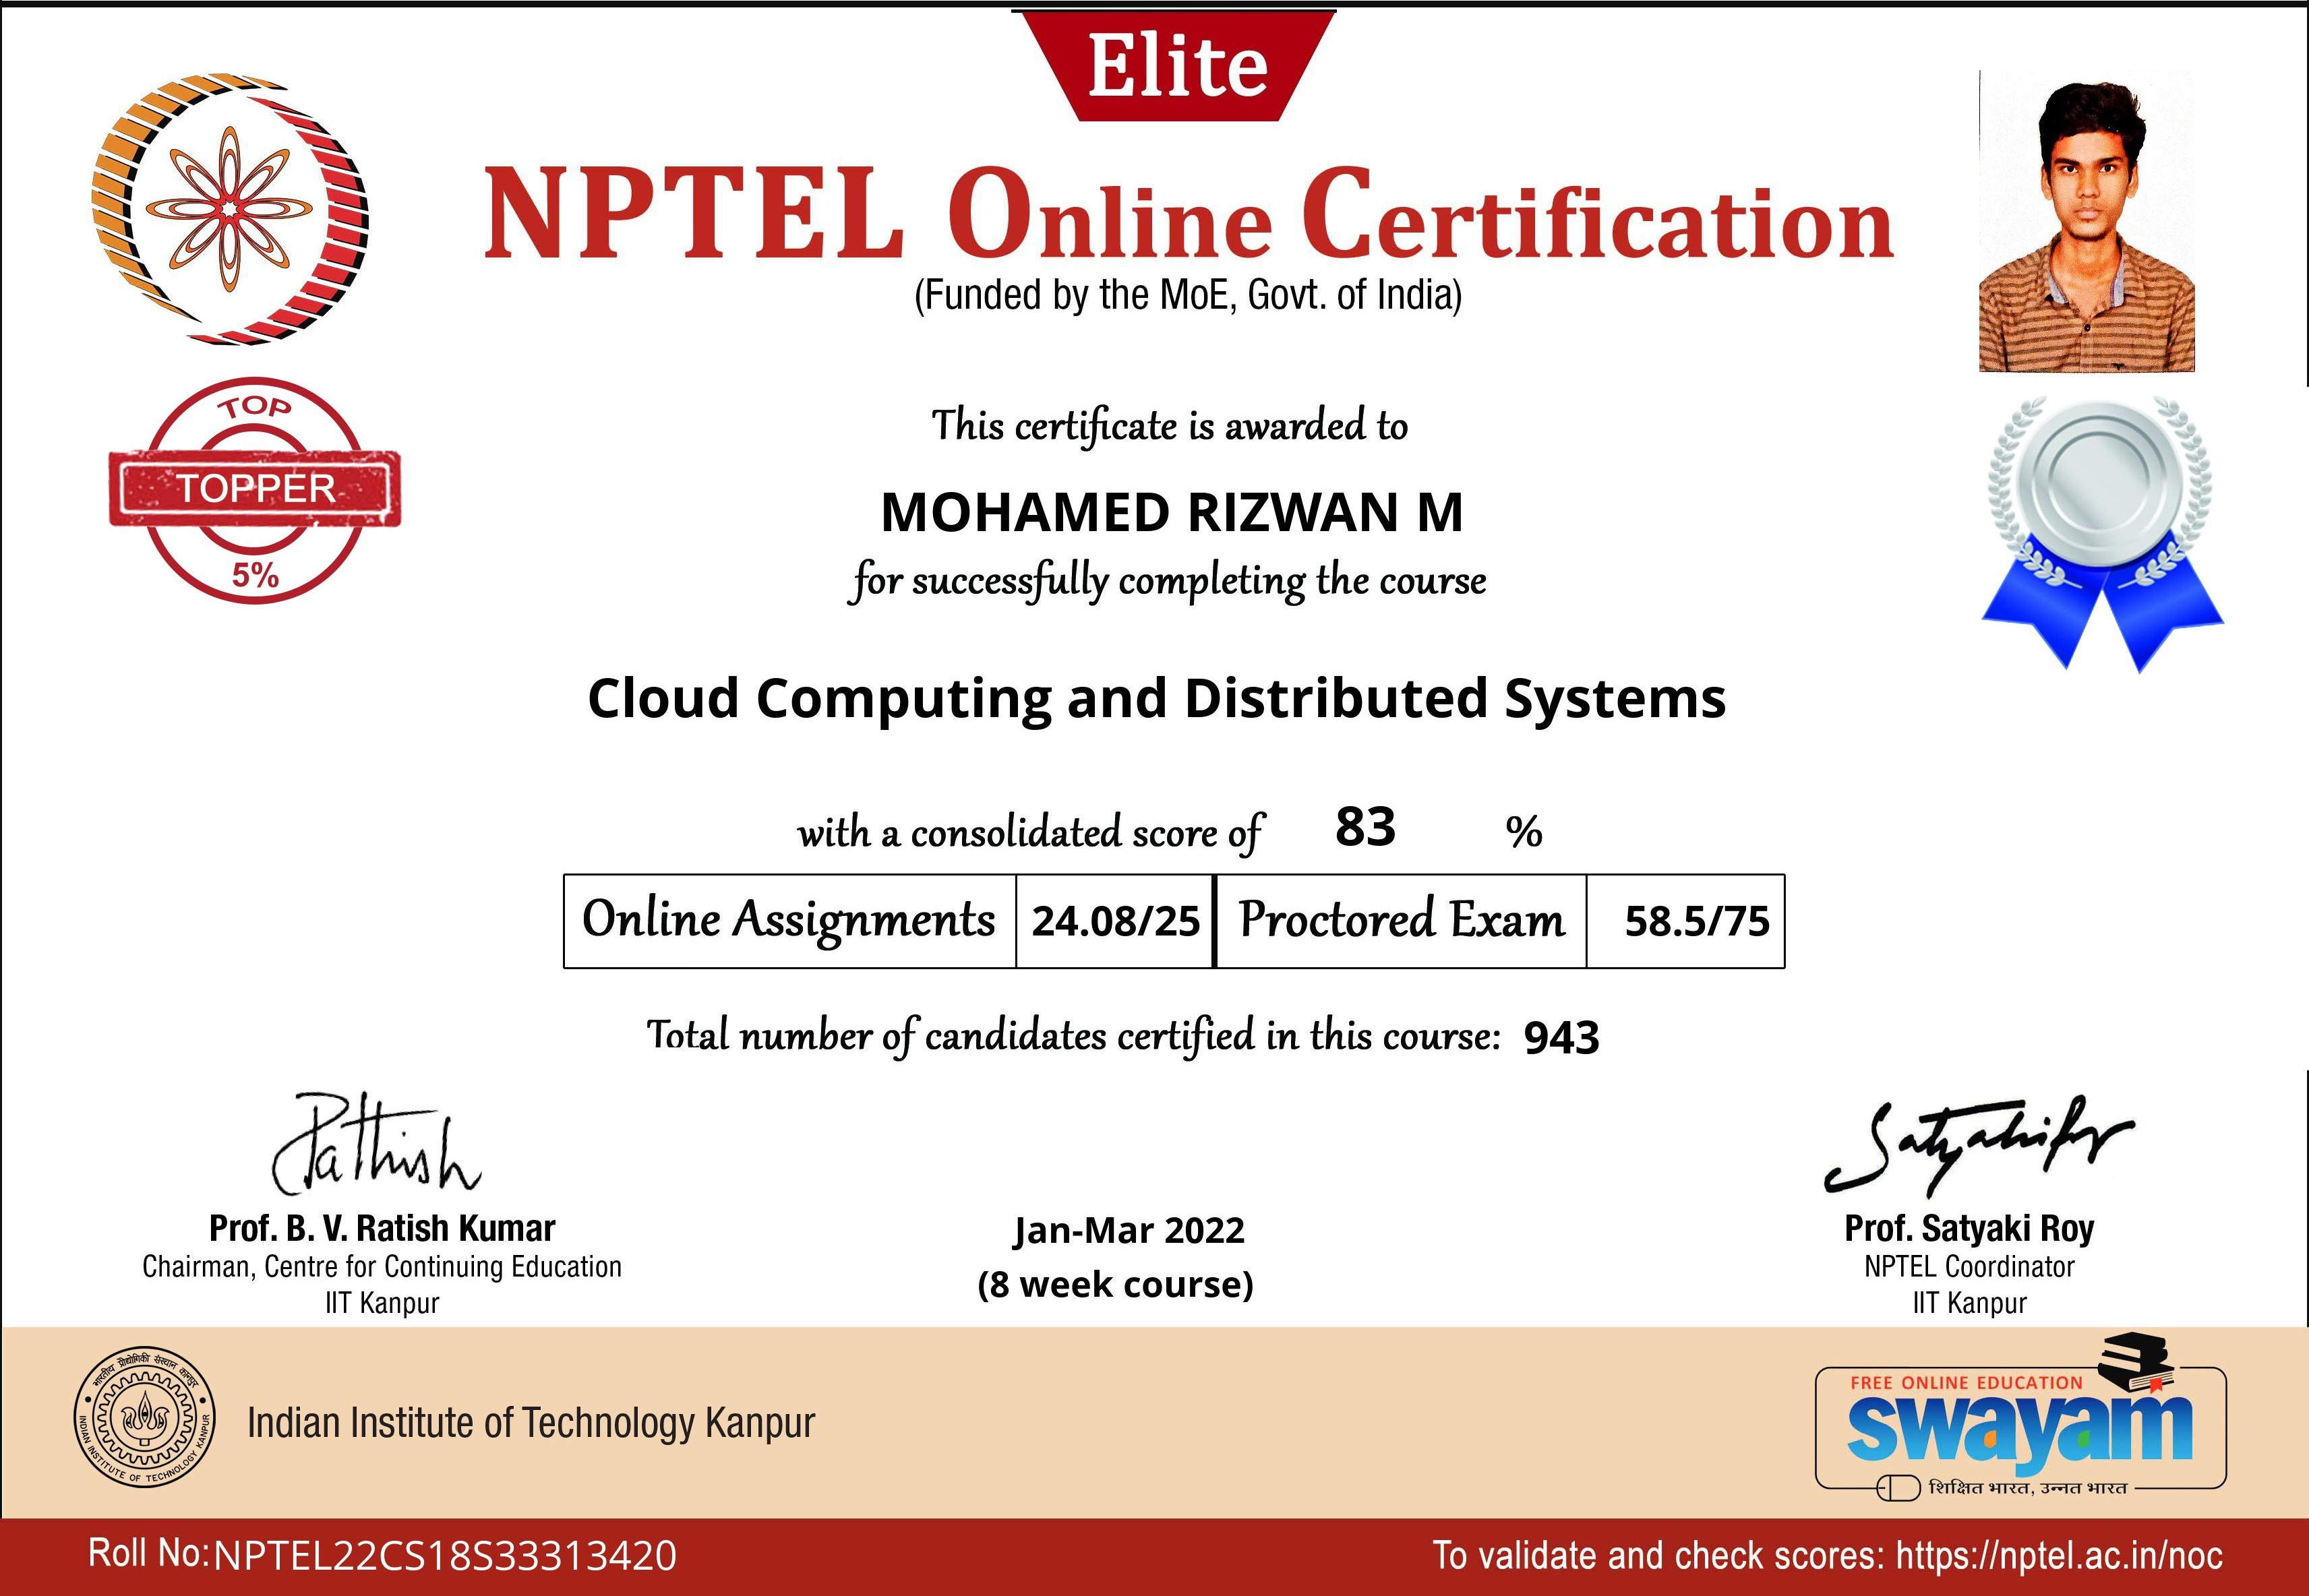 Elite
NPTEL Online Certification
(Funded by the MoE, Govt. of India)
TOP
TOPPER
5%
This certificate is awarded to
MOHAMED RIZWAN M
for successfully completing the course
Cloud Computing and Distributed Systems
with a consolidated score of 83 %
Online Assignments 24.08/25 Proctored Exam 58.5/75
Total number of candidates certified in this course: 943
Prof. B. V. Ratish Kumar
Chairman, Centre for Continuing Education
IIT Kanpur
Jan-Mar 2022
(8 week course)
Prof. Satyaki Roy
NPTEL Coordinator
IIT Kanpur
भारतीय प्रौद्योगिकी संस्थान कानपुर
INDIAN INSTITUTE OF TECHNOLOGY KANPUR
Indian Institute of Technology Kanpur
FREE ONLINE EDUCATION
swayam
शिक्षित भारत, उन्नत भारत
Roll No:NPTEL22CS18S33313420
To validate and check scores: https://nptel.ac.in/noc